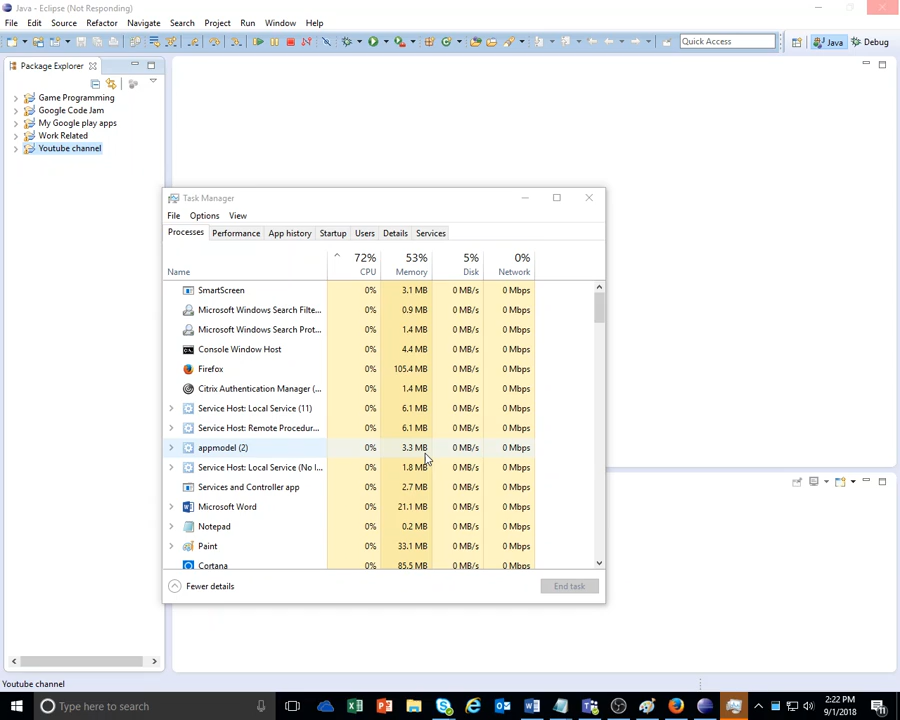 Java - Eclipse (Not Responding)
File Edit Source Refactor Navigate Search Project Run Window Help
Quick Access
Java
Debug
Package Explorer
Game Programming
Google Code Jam
My Google play apps
Work Related
Youtube channel
Task Manager
File Options View
Processes Performance App history Startup Users Details Services
72% 53% 5% 0%
Name CPU Memory Disk Network
SmartScreen 0% 3.1 MB 0 MB/s 0 Mbps
Microsoft Windows Search Filte... 0% 0.9 MB 0 MB/s 0 Mbps
Microsoft Windows Search Prot... 0% 1.4 MB 0 MB/s 0 Mbps
Console Window Host 0% 4.4 MB 0 MB/s 0 Mbps
Firefox 0% 105.4 MB 0 MB/s 0 Mbps
Citrix Authentication Manager (... 0% 1.4 MB 0 MB/s 0 Mbps
Service Host: Local Service (11) 0% 6.1 MB 0 MB/s 0 Mbps
Service Host: Remote Procedur... 0% 6.1 MB 0 MB/s 0 Mbps
appmodel (2) 0% 3.3 MB 0 MB/s 0 Mbps
Service Host: Local Service (No I... 0% 1.8 MB 0 MB/s 0 Mbps
Services and Controller app 0% 2.7 MB 0 MB/s 0 Mbps
Microsoft Word 0% 21.1 MB 0 MB/s 0 Mbps
Notepad 0% 0.2 MB 0 MB/s 0 Mbps
Paint 0% 33.1 MB 0 MB/s 0 Mbps
Cortana 0% 85.5 MB 0 MB/s 0 Mbps
Fewer details
End task
Youtube channel
Type here to search
2:22 PM
9/1/2018